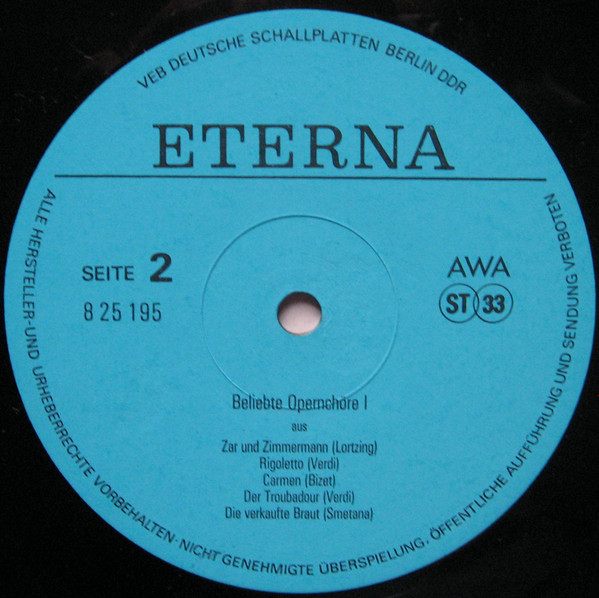 VEB DEUTSCHE SCHALLPLATTEN BERLIN DDR
ETERNA
SEITE 2
8 25 195
AWA
ST 33
Beliebte Opernchöre I
aus
Zar und Zimmermann (Lortzing)
Rigoletto (Verdi)
Carmen (Bizet)
Der Troubadour (Verdi)
Die verkaufte Braut (Smetana)
ALLE HERSTELLER-UND URHEBERRECHTE VORBEHALTEN·NICHT GENEHMIGTE ÜBERSPIELUNG, ÖFFENTLICHE AUFFÜHRUNG UND SENDUNG VERBOTEN